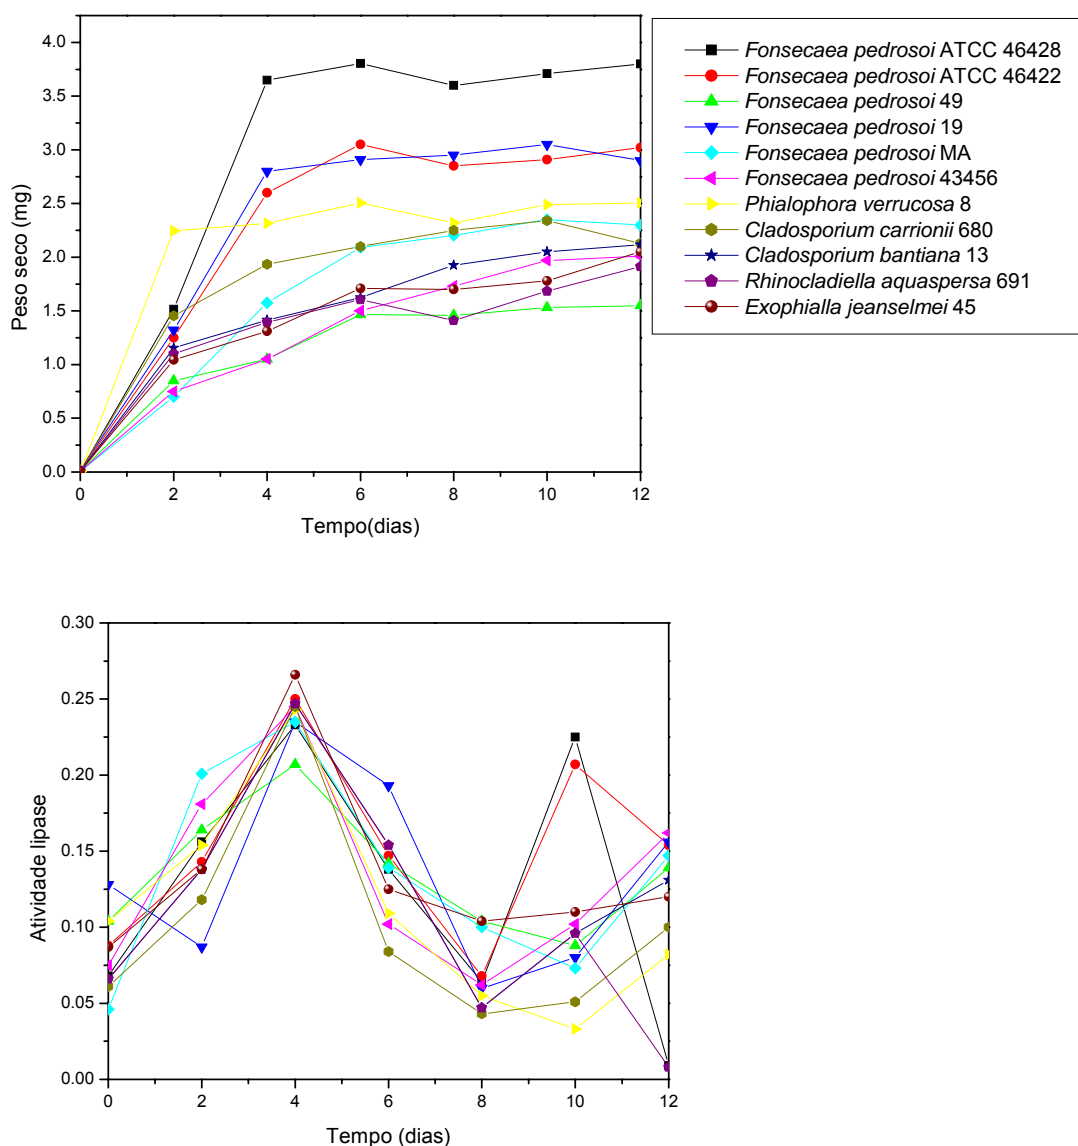 4.0
3.5
3.0
2.5
2.0
1.5
1.0
0.5
0.0
Peso seco (mg)
0 2 4 6 8 10 12
Tempo(dias)
Fonsecaea pedrosoi ATCC 46428
Fonsecaea pedrosoi ATCC 46422
Fonsecaea pedrosoi 49
Fonsecaea pedrosoi 19
Fonsecaea pedrosoi MA
Fonsecaea pedrosoi 43456
Phialophora verrucosa 8
Cladosporium carrionii 680
Cladosporium bantiana 13
Rhinocladiella aquaspersa 691
Exophialla jeanselmei 45
0.30
0.25
0.20
0.15
0.10
0.05
0.00
Atividade lipase
0 2 4 6 8 10 12
Tempo (dias)